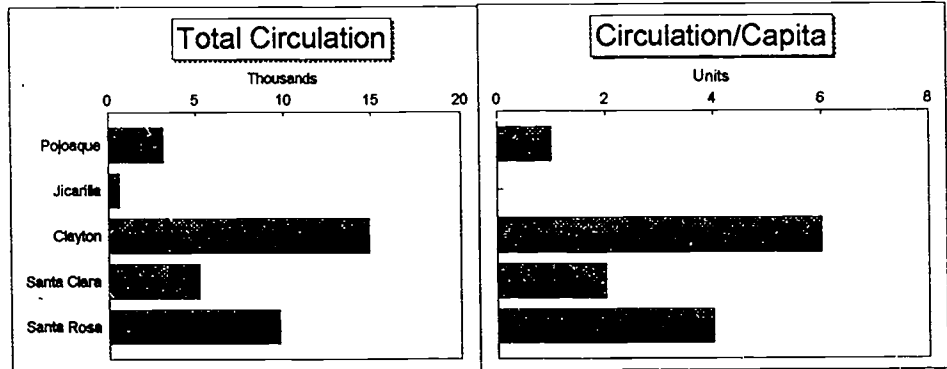 Total Circulation
Thousands
0 5 10 15 20
Pojoaque
Jicarilla
Clayton
Santa Clara
Santa Rosa
Circulation/Capita
Units
0 2 4 6 8